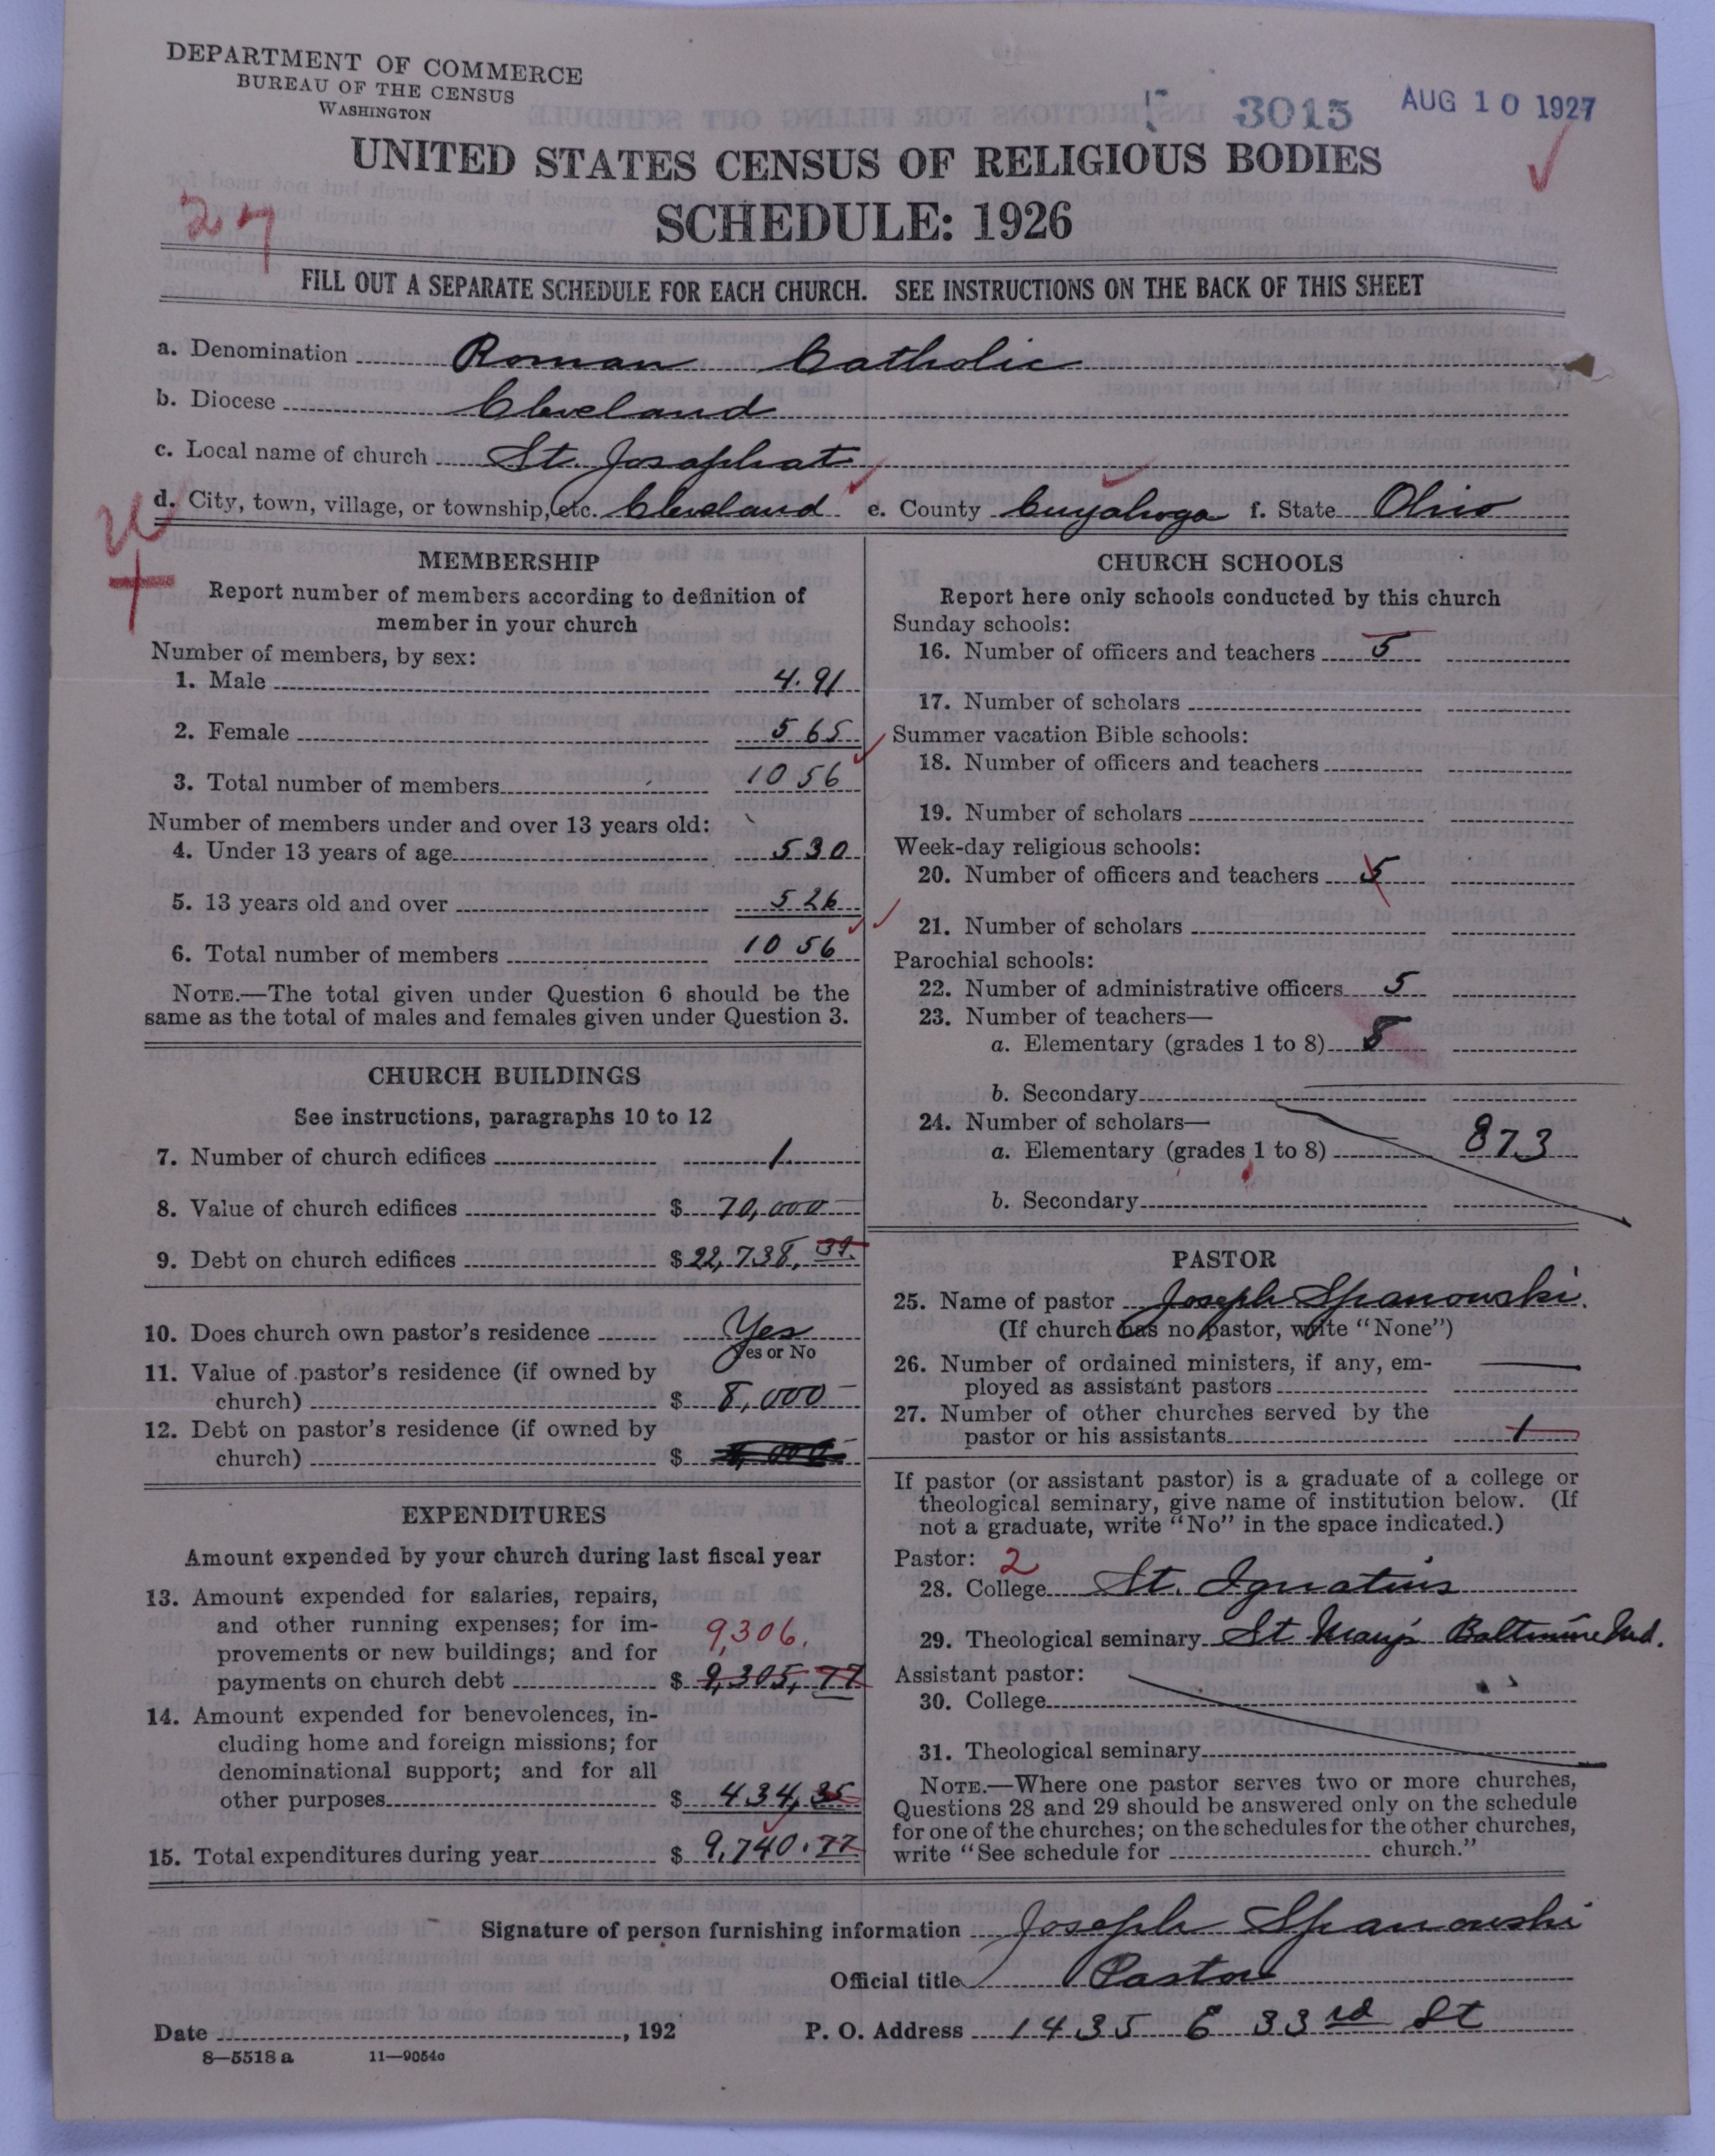 DEPARTMENT OF COMMERCE
BUREAU OF THE CENSUS
WASHINGTON
3015 AUG 10 1927
UNITED STATES CENSUS OF RELIGIOUS BODIES
27
SCHEDULE: 1926
FILL OUT A SEPARATE SCHEDULE FOR EACH CHURCH. SEE INSTRUCTIONS ON THE BACK OF THIS SHEET
a. Denomination Roman Catholic
b. Diocese Cleveland
c. Local name of church St. Josaphat
d. City, town, village, or township, etc. Cleveland e. County Cuyahoga f. State Ohio
MEMBERSHIP
Report number of members according to definition of
member in your church
Number of members, by sex:
1. Male 491
2. Female 565
3. Total number of members 1056
Number of members under and over 13 years old:
4. Under 13 years of age 530
5. 13 years old and over 526
6. Total number of members 1056
NOTE.—The total given under Question 6 should be the
same as the total of males and females given under Question 3.
CHURCH BUILDINGS
See instructions, paragraphs 10 to 12
7. Number of church edifices 1
8. Value of church edifices $ 70,000
9. Debt on church edifices $ 22,738,39.
10. Does church own pastor's residence Yes
Yes or No
11. Value of pastor's residence (if owned by
church) $ 8,000
12. Debt on pastor's residence (if owned by
church) $
EXPENDITURES
Amount expended by your church during last fiscal year
13. Amount expended for salaries, repairs,
and other running expenses; for im-
provements or new buildings; and for 9,306.
payments on church debt $ 9,305,77
14. Amount expended for benevolences, in-
cluding home and foreign missions; for
denominational support; and for all
other purposes $ 434,35
15. Total expenditures during year $ 9,740.77
CHURCH SCHOOLS
Report here only schools conducted by this church
Sunday schools:
16. Number of officers and teachers 5
17. Number of scholars
Summer vacation Bible schools:
18. Number of officers and teachers
19. Number of scholars
Week-day religious schools:
20. Number of officers and teachers 5
21. Number of scholars
Parochial schools:
22. Number of administrative officers 5
23. Number of teachers—
a. Elementary (grades 1 to 8) 8
b. Secondary
24. Number of scholars—
a. Elementary (grades 1 to 8) 873
b. Secondary
PASTOR
25. Name of pastor Joseph Spanowski.
(If church has no pastor, write "None")
26. Number of ordained ministers, if any, em-
ployed as assistant pastors
27. Number of other churches served by the
pastor or his assistants 1
If pastor (or assistant pastor) is a graduate of a college or
theological seminary, give name of institution below. (If
not a graduate, write "No" in the space indicated.)
Pastor: 2
28. College St. Ignatius
29. Theological seminary St Mary's Baltimore Md.
Assistant pastor:
30. College
31. Theological seminary
NOTE.—Where one pastor serves two or more churches,
Questions 28 and 29 should be answered only on the schedule
for one of the churches; on the schedules for the other churches,
write "See schedule for church."
Signature of person furnishing information Joseph Spanowski
Official title Pastor
Date , 192 P. O. Address 1435 E 33rd St
8—5518 a 11—9054c